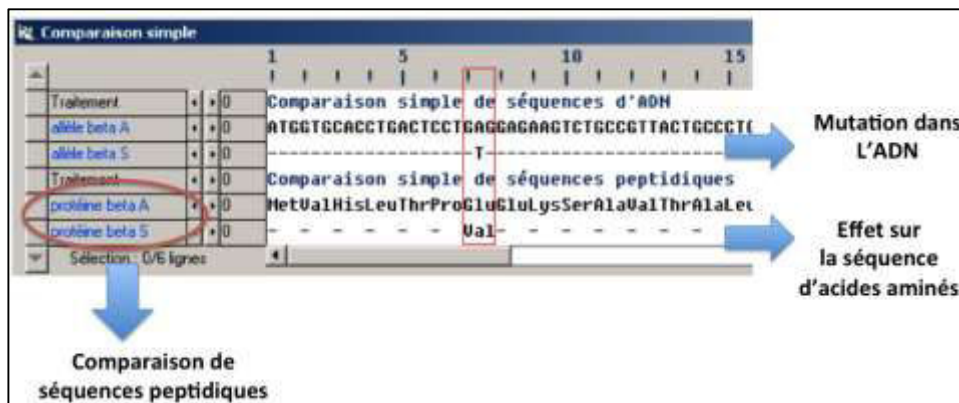 Comparaison simple
1 5 10 15
Traitement 0 Comparaison simple de séquences d'ADN
allèle beta A 0 ATGGTGCACCTGACTCCTGAGGAGAAGTCTGCCGTTACTGCCCTG
allèle beta S 0 --------------------T------------------------
Traitement 0 Comparaison simple de séquences peptidiques
protéine beta A 0 MetValHisLeuThrProGluGluLysSerAlaValThrAlaLeu
protéine beta S 0 - - - - - - Val- - - - - - - -
Sélection : 0/6 lignes
Mutation dans
L'ADN
Effet sur
la séquence
d'acides aminés
Comparaison de
séquences peptidiques